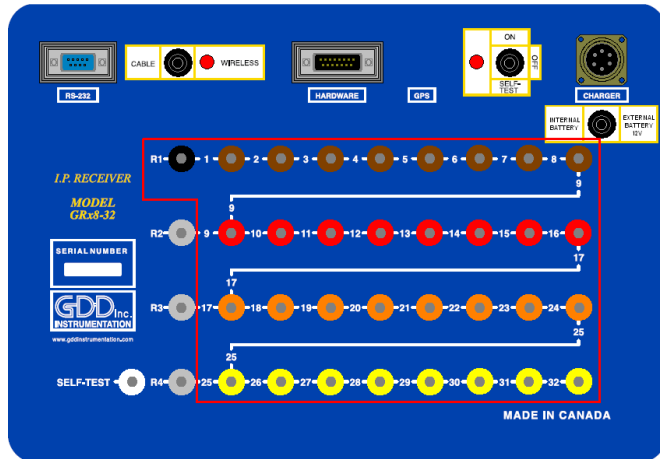 ON
OFF
CABLE
WIRELESS
SELF-
TEST
RS-232
HARDWARE
GPS
CHARGER
INTERNAL
BATTERY
EXTERNAL
BATTERY
12V
R1 1 2 3 4 5 6 7 8
9
I.P. RECEIVER
MODEL
GRx8-32
9
R2 9 10 11 12 13 14 15 16
17
SERIAL NUMBER
17
GDD Inc.
INSTRUMENTATION
www.gddinstrumentation.com
R3 17 18 19 20 21 22 23 24
25
25
SELF-TEST R4 25 26 27 28 29 30 31 32
MADE IN CANADA